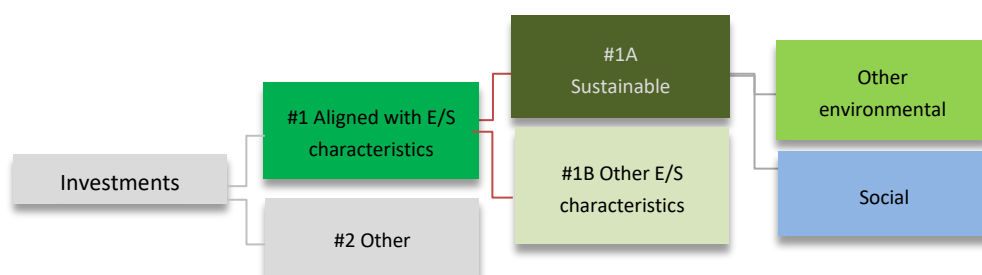 Investments
#1 Aligned with E/S
characteristics
#2 Other
#1A
Sustainable
#1B Other E/S
characteristics
Other
environmental
Social